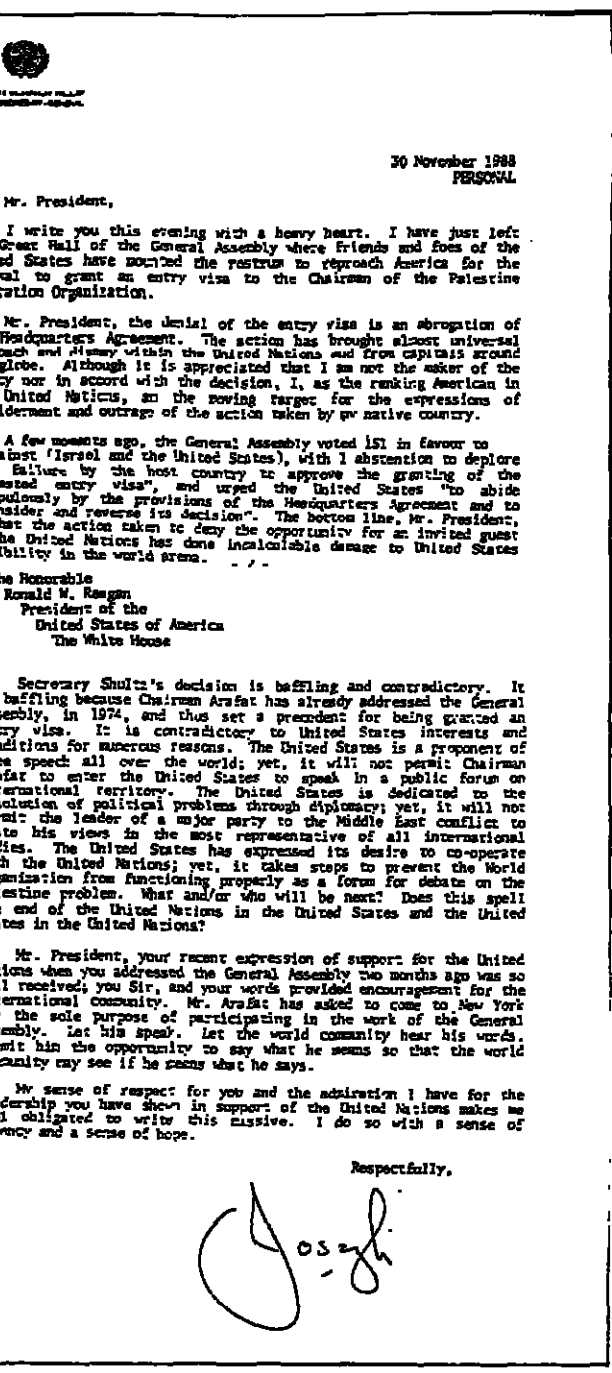 30 November 1988
PERSONAL
Mr. President,
I write you this evening with a heavy heart. I have just left
Great Hall of the General Assembly where friends and foes of the
ed States have mounted the rostrum to reproach America for the
al to grant an entry visa to the Chairman of the Palestine
ration Organization.
Mr. President, the denial of the entry visa is an abrogation of
Headquarters Agreement. The action has brought almost universal
oach and dismay within the United Nations and from capitals around
globe. Although it is appreciated that I am not the maker of the
cy nor in accord with the decision, I, as the ranking American in
United Nations, am the moving target for the expressions of
lderment and outrage of the action taken by my native country.
A few moments ago, the General Assembly voted 151 in favour to
ainst (Israel and the United States), with 1 abstention to deplore
failure by the host country to approve the granting of the
ested entry visa", and urged the United States "to abide
pulously by the provisions of the Headquarters Agreement and to
nsider and reverse its decision". The bottom line, Mr. President,
hat the action taken to deny the opportunity for an invited guest
he United Nations has done incalculable damage to United States
ibility in the world arena.
he Honorable
Ronald W. Reagan
President of the
United States of America
The White House
Secretary Shultz's decision is baffling and contradictory. It
baffling because Chairman Arafat has already addressed the General
sembly, in 1974, and thus set a precedent for being granted an
ry visa. It is contradictory to United States interests and
ditions for numerous reasons. The United States is a proponent of
e speech all over the world; yet, it will not permit Chairman
fat to enter the United States to speak in a public forum on
ernational territory. The United States is dedicated to the
olution of political problems through diplomacy; yet, it will not
mit the leader of a major party to the Middle East conflict to
te his views in the most representative of all international
ies. The United States has expressed its desire to co-operate
h the United Nations; yet, it takes steps to prevent the World
anization from functioning properly as a forum for debate on the
estine problem. What and/or who will be next? Does this spell
end of the United Nations in the United States and the United
tes in the United Nations?
Mr. President, your recent expression of support for the United
ions when you addressed the General Assembly two months ago was so
l received; you Sir, and your words provided encouragement for the
ernational community. Mr. Arafat has asked to come to New York
the sole purpose of participating in the work of the General
embly. Let him speak. Let the world community hear his words.
mit him the opportunity to say what he means so that the world
munity may see if he means what he says.
My sense of respect for you and the admiration I have for the
dership you have shown in support of the United Nations makes me
l obligated to write this missive. I do so with a sense of
ency and a sense of hope.
Respectfully,
Joseph